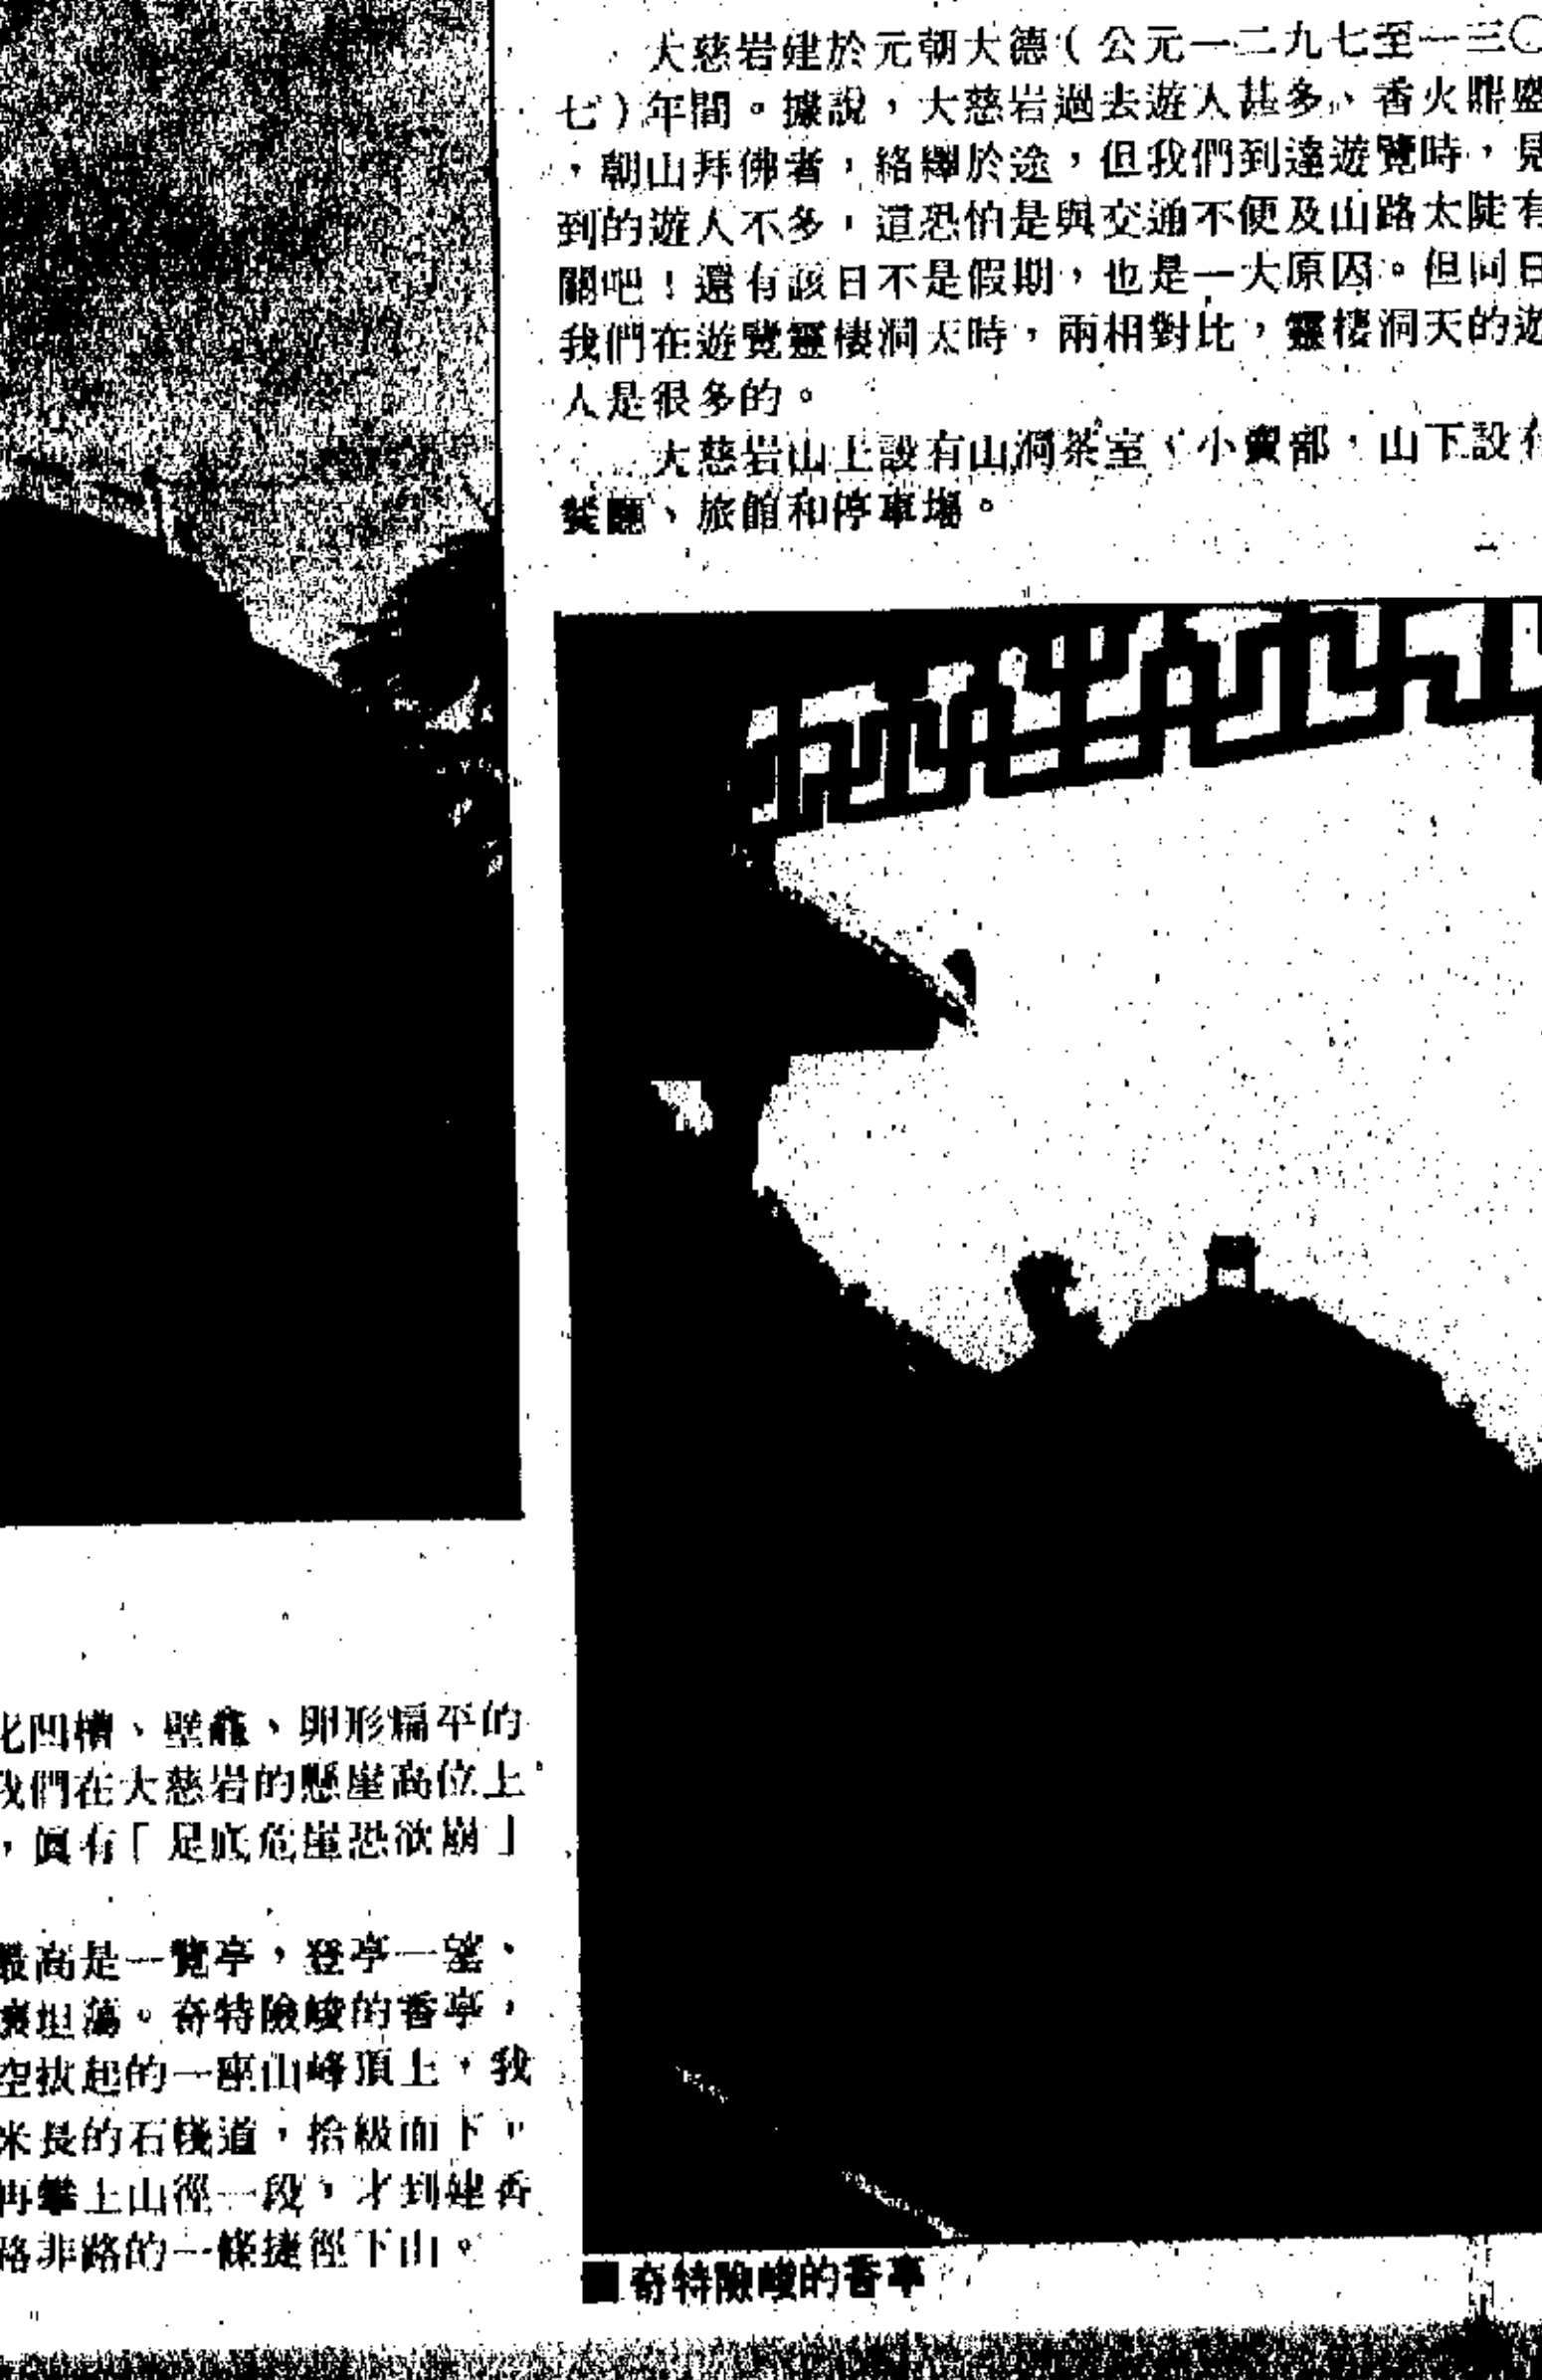 大慈岩建於元朝大德（公元一二九七至一三〇
七）年間。據說，大慈岩過去遊人甚多、香火鼎盛
，朝山拜佛者，絡繹於途，但我們到達遊覽時，見
到的遊人不多，這恐怕是與交通不便及山路太陡有
關吧！還有該日不是假期，也是一大原因。但同日
我們在遊覽靈棲洞天時，兩相對比，靈棲洞天的遊
人是很多的。
大慈岩山上設有山澗茶室、小賣部，山下設有
餐廳、旅館和停車場。
化凹槽、壁龕、卵形扁平的
我們在大慈岩的懸崖高位上
，眞有「足底危崖恐欲崩」
最高是一覽亭，登亭一望、
坦蕩。奇特險峻的香亭，
空拔起的一座山峰頂上，我
米長的石棧道，拾級而下，
再攀上山徑一段，才到建香
路非路的一條捷徑下山。
■奇特險峻的香亭